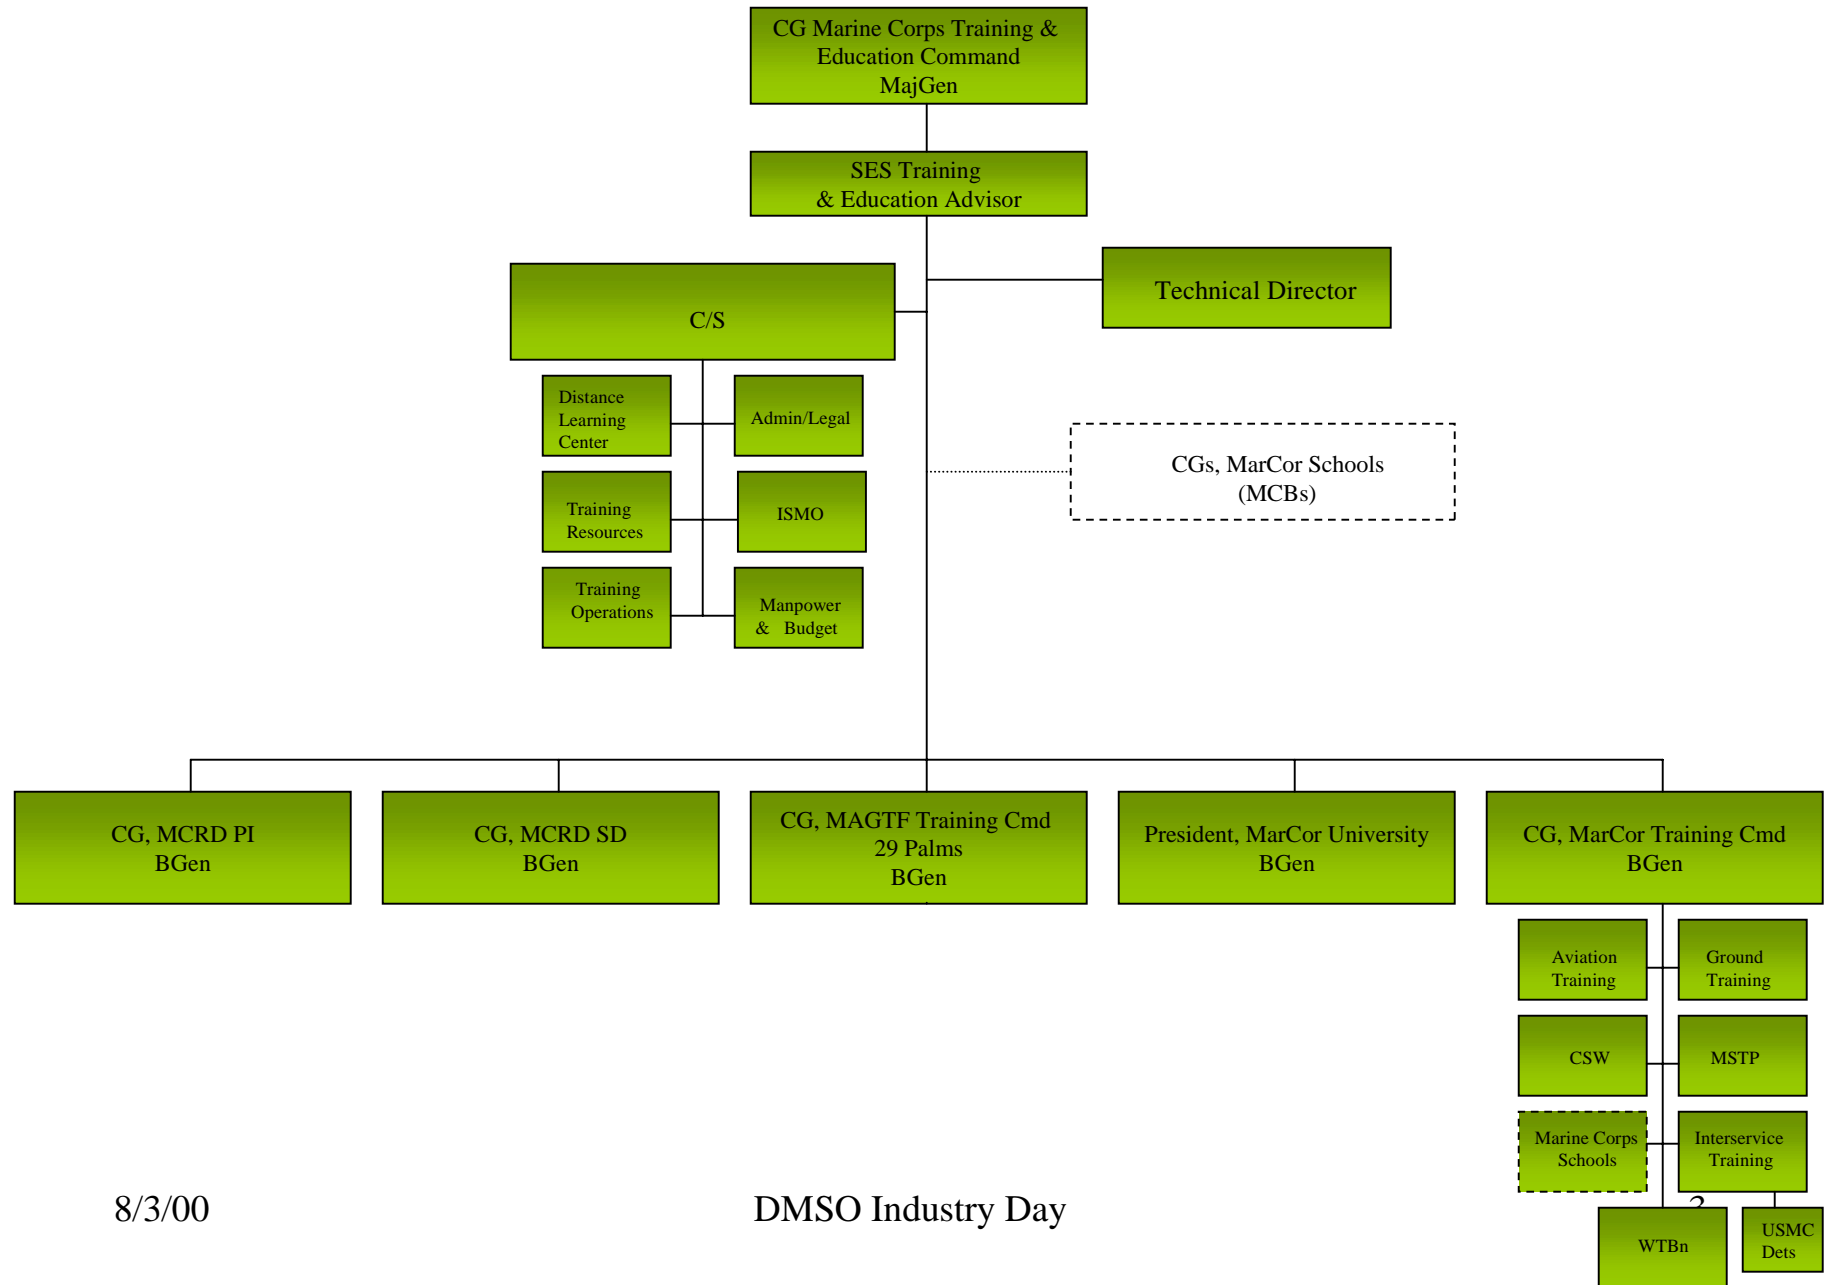 CG Marine Corps Training &
Education Command
MajGen
SES Training
& Education Advisor
Technical Director
C/S
Distance
Learning
Center
Admin/Legal
CGs, MarCor Schools
(MCBs)
Training
Resources
ISMO
Training
Operations
Manpower
& Budget
CG, MCRD PI
BGen
CG, MCRD SD
BGen
CG, MAGTF Training Cmd
29 Palms
BGen
President, MarCor University
BGen
CG, MarCor Training Cmd
BGen
Aviation
Training
Ground
Training
CSW
MSTP
Marine Corps
Schools
Interservice
Training
WTBn
USMC
Dets
8/3/00
DMSO Industry Day
3